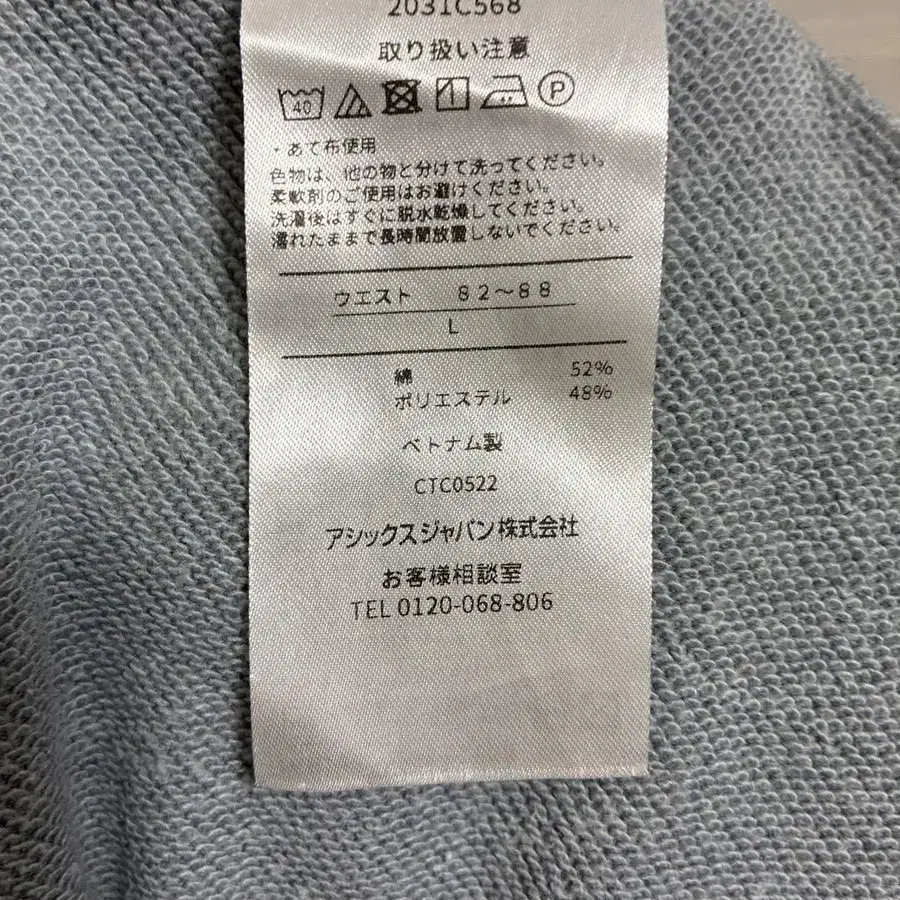 2031C568
取り扱い注意
40 P
・あて布使用
色物は、他の物と分けて洗ってください。
柔軟剤のご使用はお避けください。
洗濯後はすぐに脱水乾燥してください。
濡れたままで長時間放置しないでください。
ウエスト 82～88
L
綿 52%
ポリエステル 48%
ベトナム製
CTC0522
アシックスジャパン株式会社
お客様相談室
TEL 0120-068-806